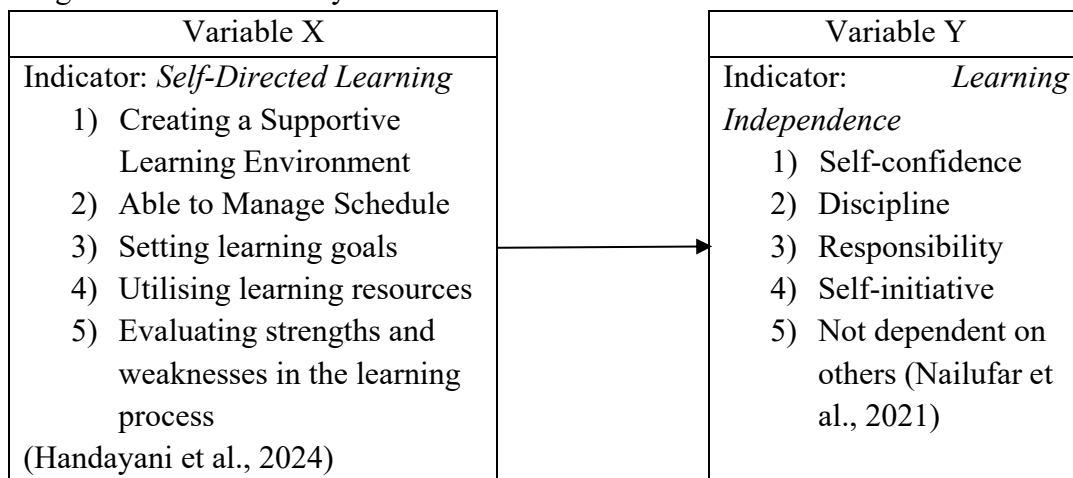 Variable X
Indicator: Self-Directed Learning
1) Creating a Supportive
Learning Environment
2) Able to Manage Schedule
3) Setting learning goals
4) Utilising learning resources
5) Evaluating strengths and
weaknesses in the learning
process
(Handayani et al., 2024)
Variable Y
Indicator: Learning
Independence
1) Self-confidence
2) Discipline
3) Responsibility
4) Self-initiative
5) Not dependent on
others (Nailufar et
al., 2021)